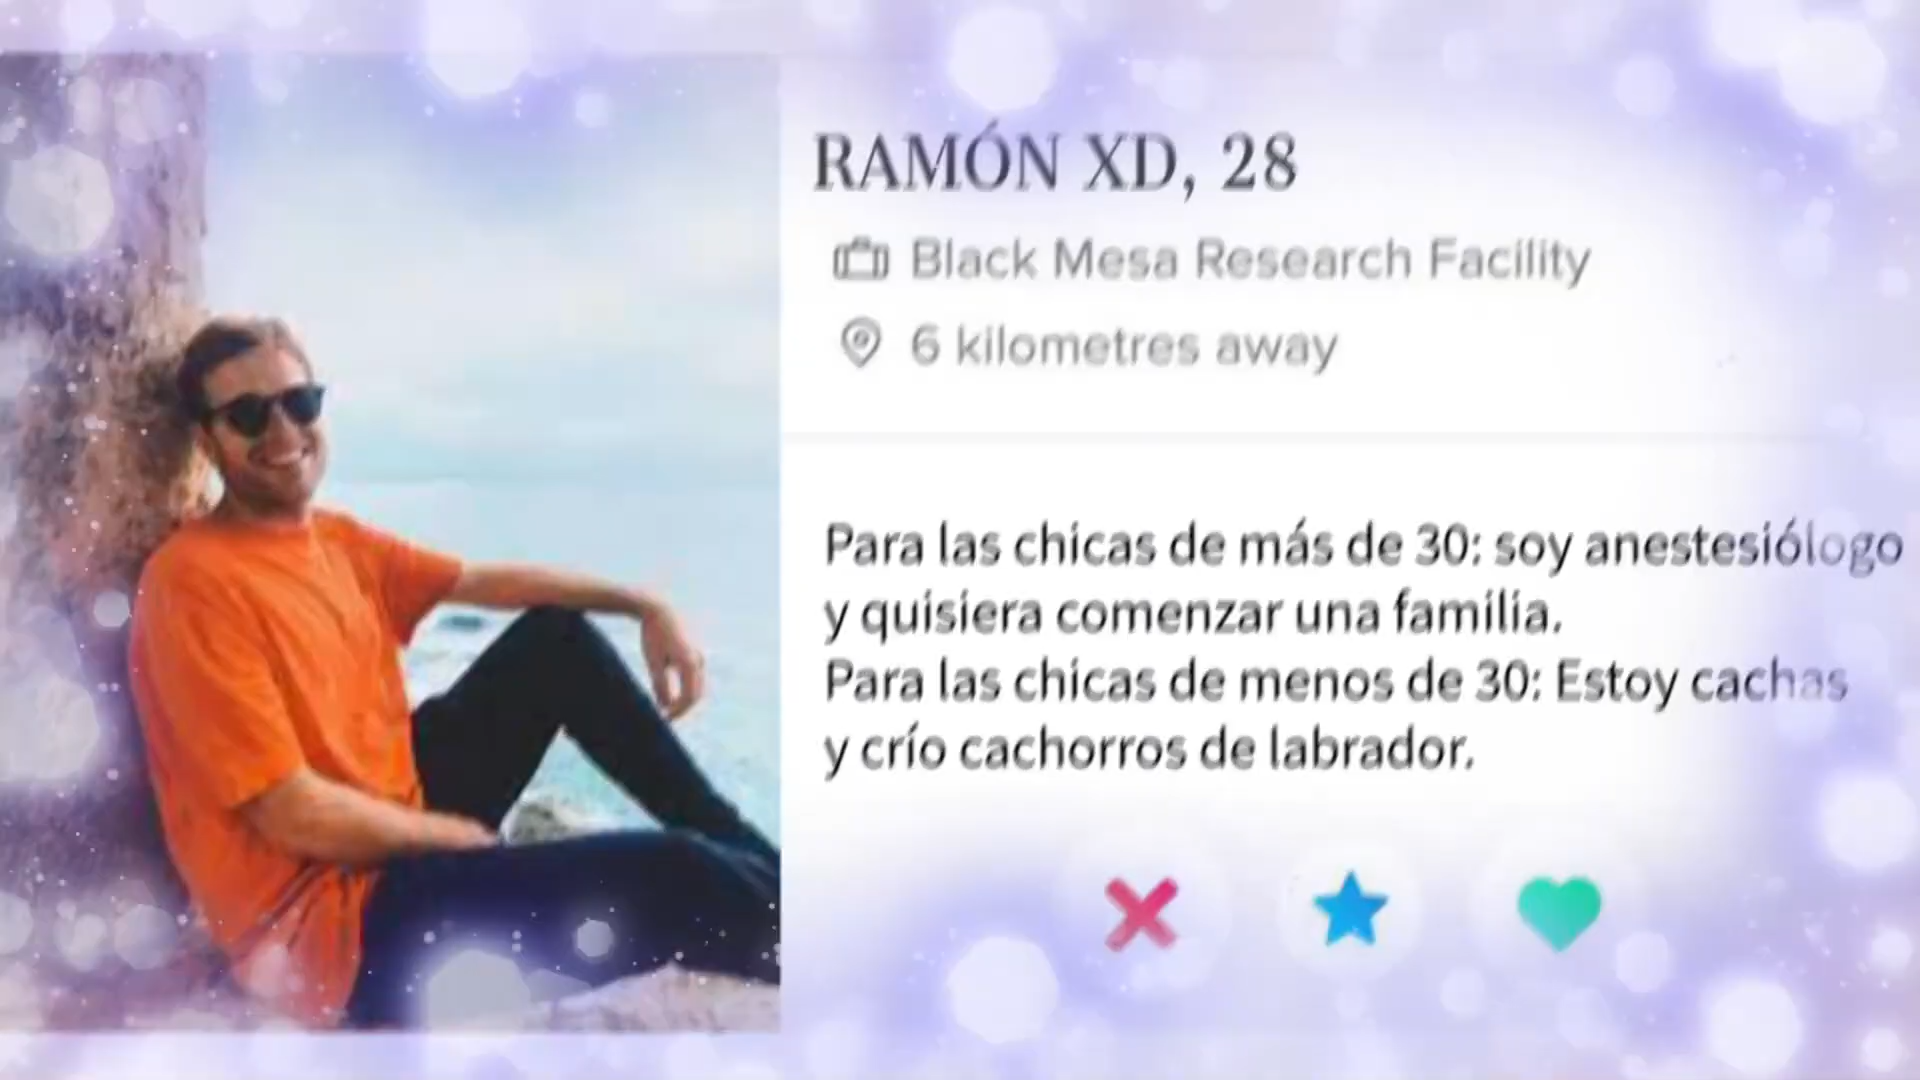 RAMÓN XD, 28
Black Mesa Research Facility
6 kilometres away
Para las chicas de más de 30: soy anestesiólogo
y quisiera comenzar una familia.
Para las chicas de menos de 30: Estoy cachas
y crío cachorros de labrador.